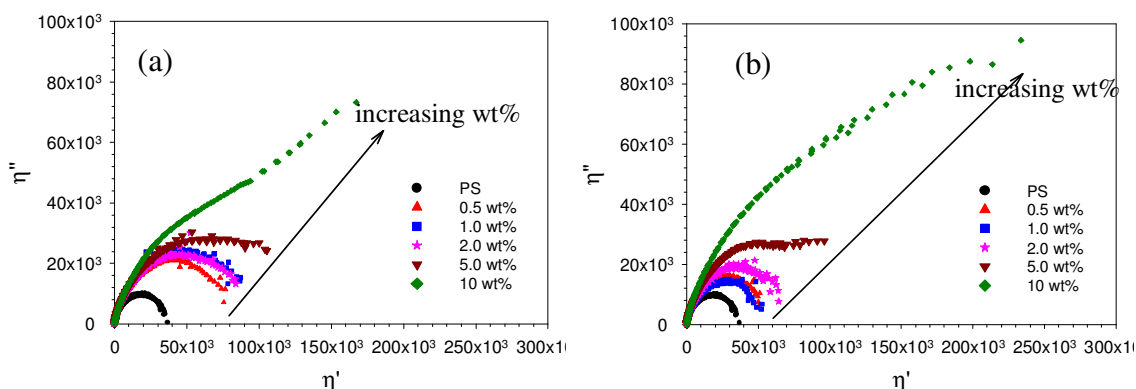 (a)
100x10³
80x10³
60x10³
40x10³
20x10³
0
η''
increasing wt%
PS
0.5 wt%
1.0 wt%
2.0 wt%
5.0 wt%
10 wt%
0 50x10³ 100x10³ 150x10³ 200x10³ 250x10³ 300x10
η'
(b)
100x10³
80x10³
60x10³
40x10³
20x10³
0
η''
increasing wt%
PS
0.5 wt%
1.0 wt%
2.0 wt%
5.0 wt%
10 wt%
0 50x10³ 100x10³ 150x10³ 200x10³ 250x10³ 300x10³
η'